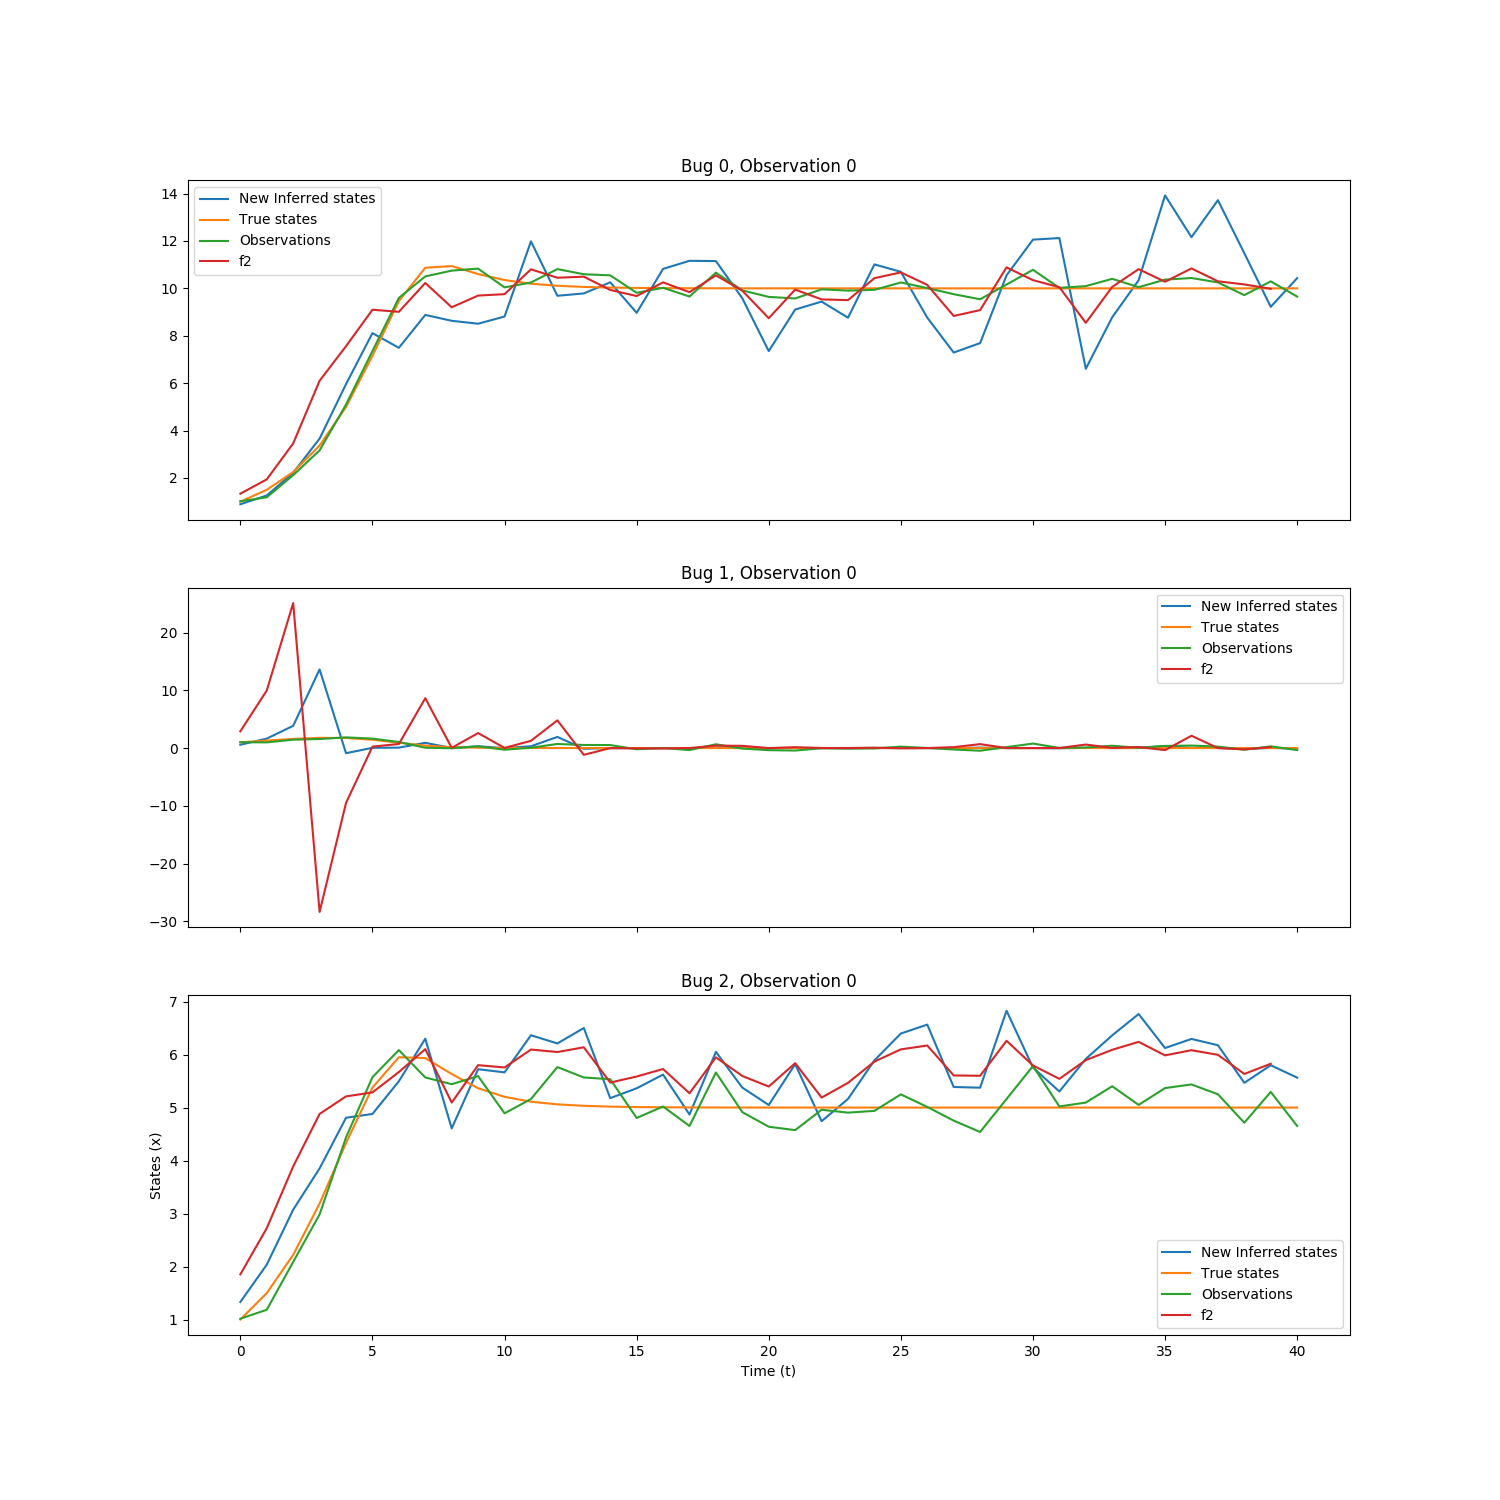 Bug 0, Observation 0
14
12
10
8
6
4
2
New Inferred states
True states
Observations
f2
Bug 1, Observation 0
20
10
0
−10
−20
−30
New Inferred states
True states
Observations
f2
Bug 2, Observation 0
7
6
5
4
3
2
1
States (x)
New Inferred states
True states
Observations
f2
0 5 10 15 20 25 30 35 40
Time (t)